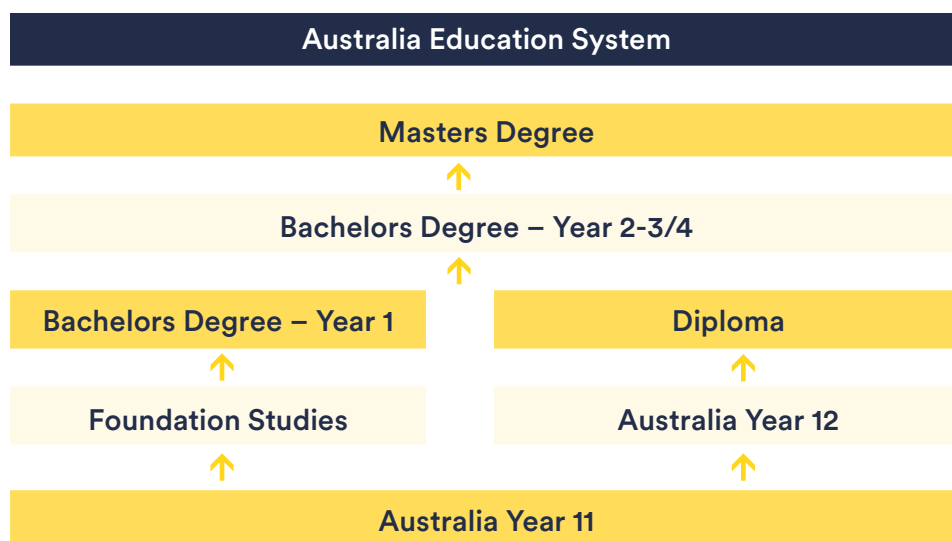 Australia Education System
Masters Degree
Bachelors Degree – Year 2-3/4
Bachelors Degree – Year 1
Diploma
Foundation Studies
Australia Year 12
Australia Year 11